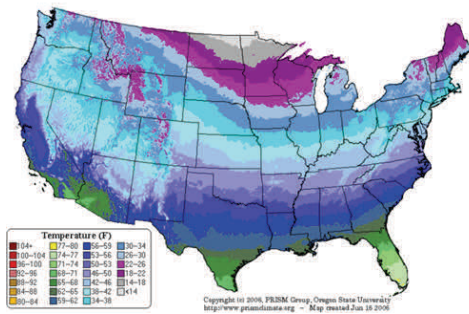 Temperature (F)
104+ 77-80 56-59 30-34
100-104 74-77 53-56 26-30
96-100 71-74 50-53 22-26
92-96 68-71 46-50 18-22
88-92 65-68 42-46 14-18
84-88 62-65 38-42 <14
80-84 59-62 34-38
Copyright (c) 2006, PRISM Group, Oregon State University
http://www.prismclimate.org - Map created Jun 16 2006